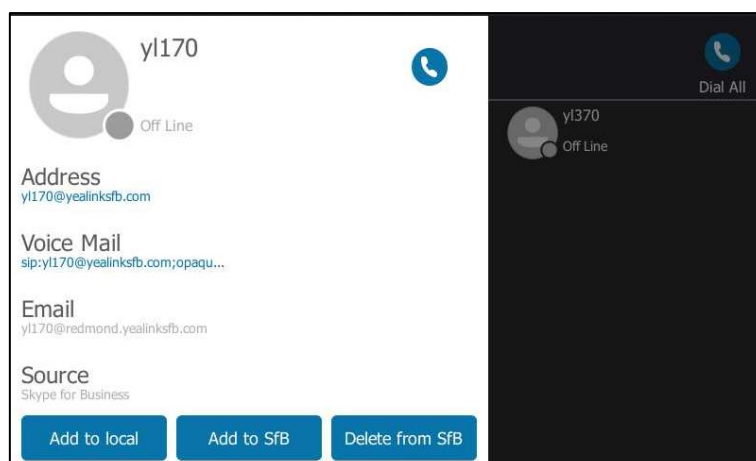 yl170
Off Line
Address
yl170@yealinksfb.com
Voice Mail
sip:yl170@yealinksfb.com;opaqu...
Email
yl170@redmond.yealinksfb.com
Source
Skype for Business
Add to local
Add to SfB
Delete from SfB
Dial All
yl370
Off Line